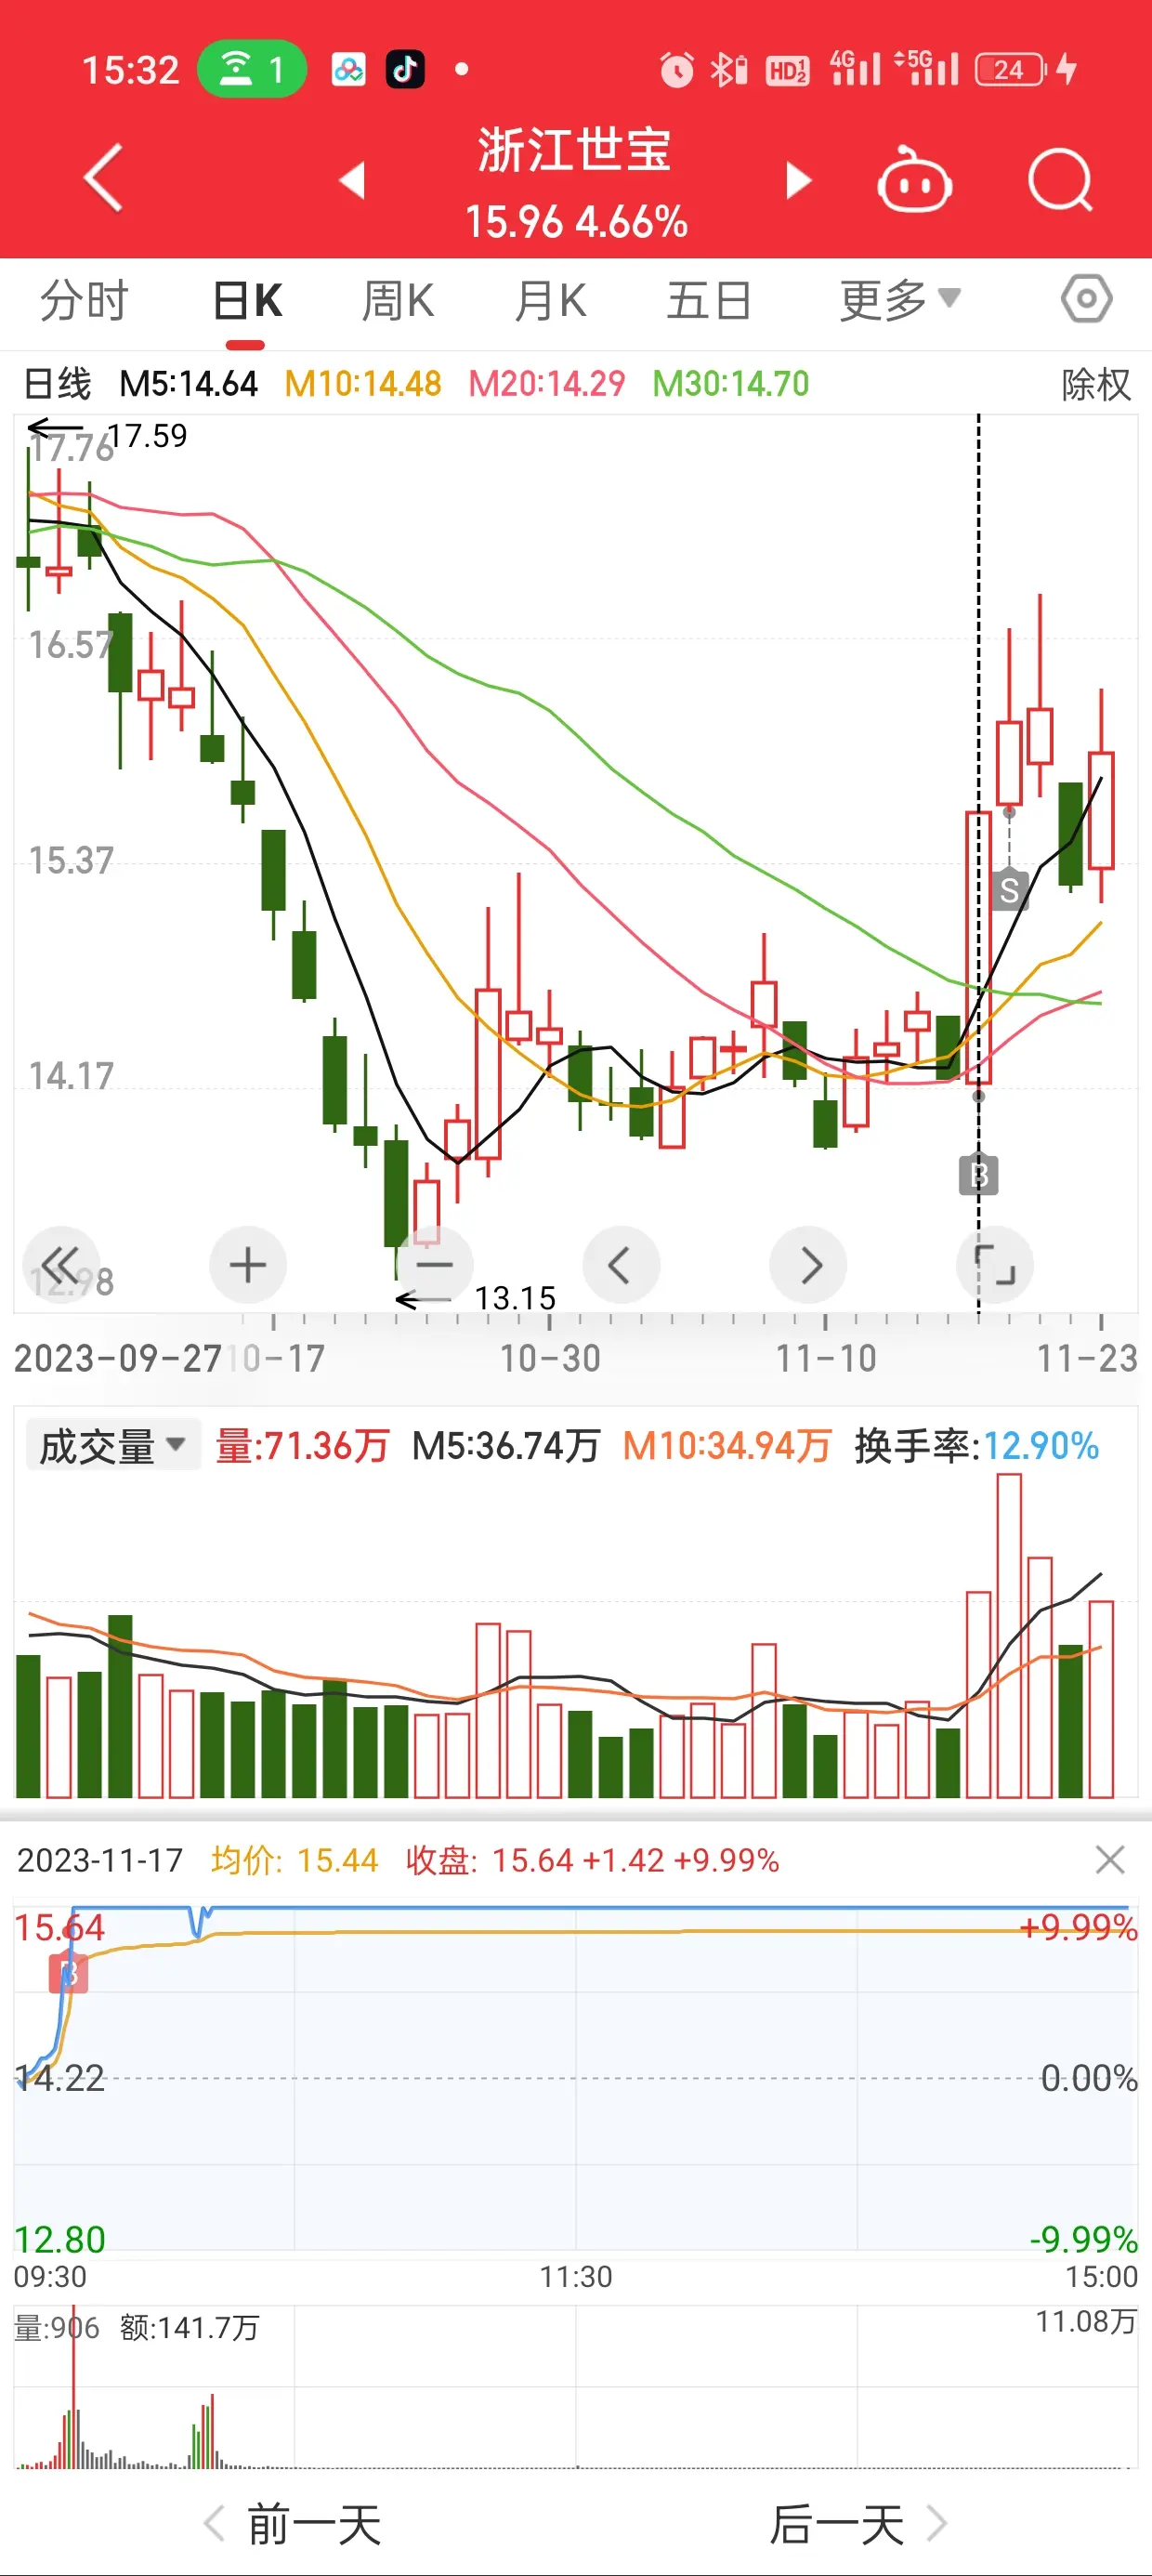 15:32 1 HD 1 2 4G 5G 24
浙江世宝
15.96 4.66%
分时 日K 周K 月K 五日 更多
日线 M5:14.64 M10:14.48 M20:14.29 M30:14.70 除权
17.59
17.76
16.57
15.37
S
14.17
B
12.98
13.15
2023-09-27 10-17 10-30 11-10 11-23
成交量 量:71.36万 M5:36.74万 M10:34.94万 换手率:12.90%
2023-11-17 均价: 15.44 收盘: 15.64 +1.42 +9.99%
15.64 +9.99%
B
14.22 0.00%
12.80 -9.99%
09:30 11:30 15:00
量:906 额:141.7万 11.08万
前一天 后一天